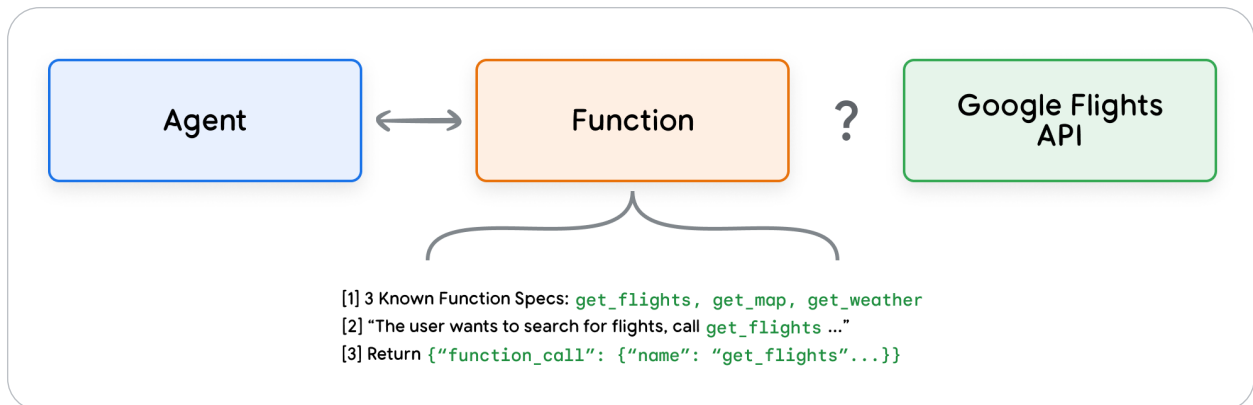 Agent
Function
?
Google Flights
API
[1] 3 Known Function Specs: get_flights, get_map, get_weather
[2] “The user wants to search for flights, call get_flights ...”
[3] Return {“function_call”: {“name”: “get_flights”...}}